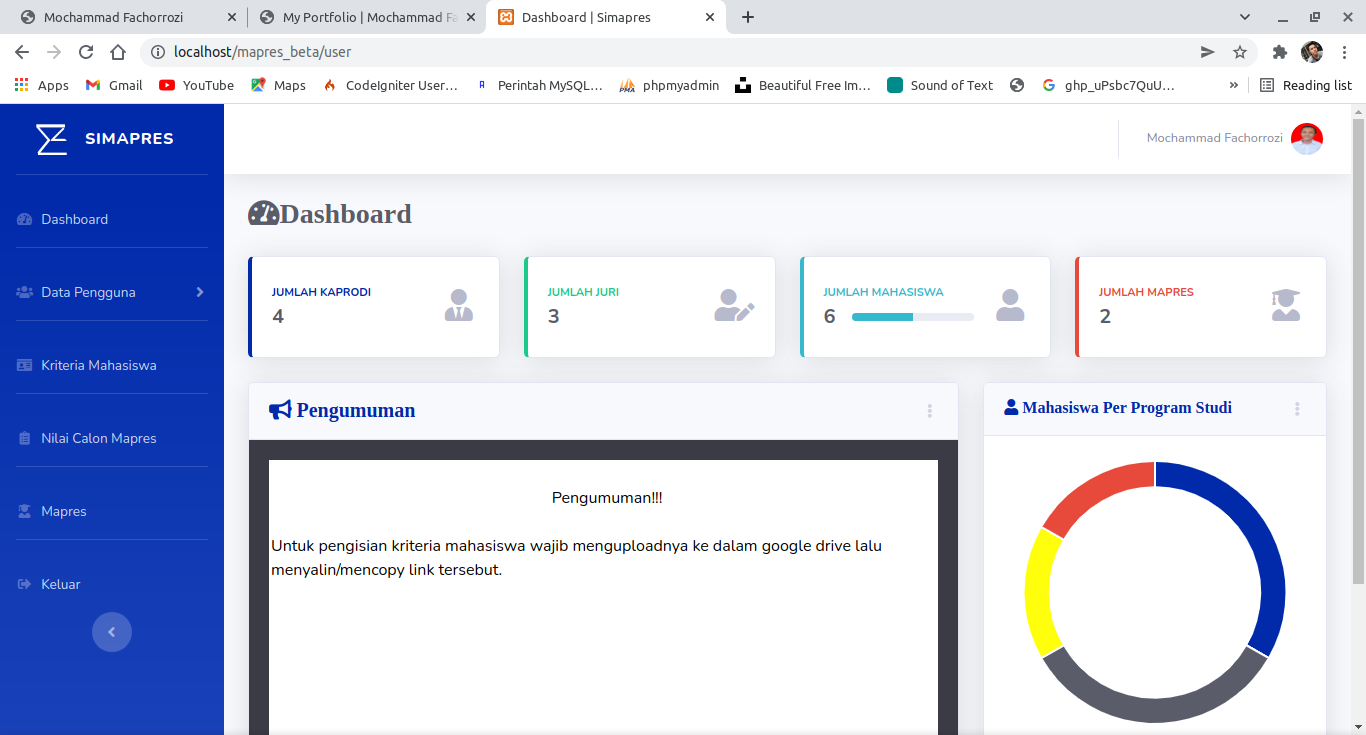 Mochammad Fachorrozi
My Portfolio | Mochammad Fa
Dashboard | Simapres
localhost/mapres_beta/user
Apps
Gmail
YouTube
Maps
CodeIgniter User…
Perintah MySQL…
phpmyadmin
Beautiful Free Im…
Sound of Text
ghp_uPsbc7QuU…
Reading list
SIMAPRES
Mochammad Fachorrozi
Dashboard
Data Pengguna
Kriteria Mahasiswa
Nilai Calon Mapres
Mapres
Keluar
Dashboard
JUMLAH KAPRODI
4
JUMLAH JURI
3
JUMLAH MAHASISWA
6
JUMLAH MAPRES
2
Pengumuman
Pengumuman!!!
Untuk pengisian kriteria mahasiswa wajib menguploadnya ke dalam google drive lalu
menyalin/mencopy link tersebut.
Mahasiswa Per Program Studi